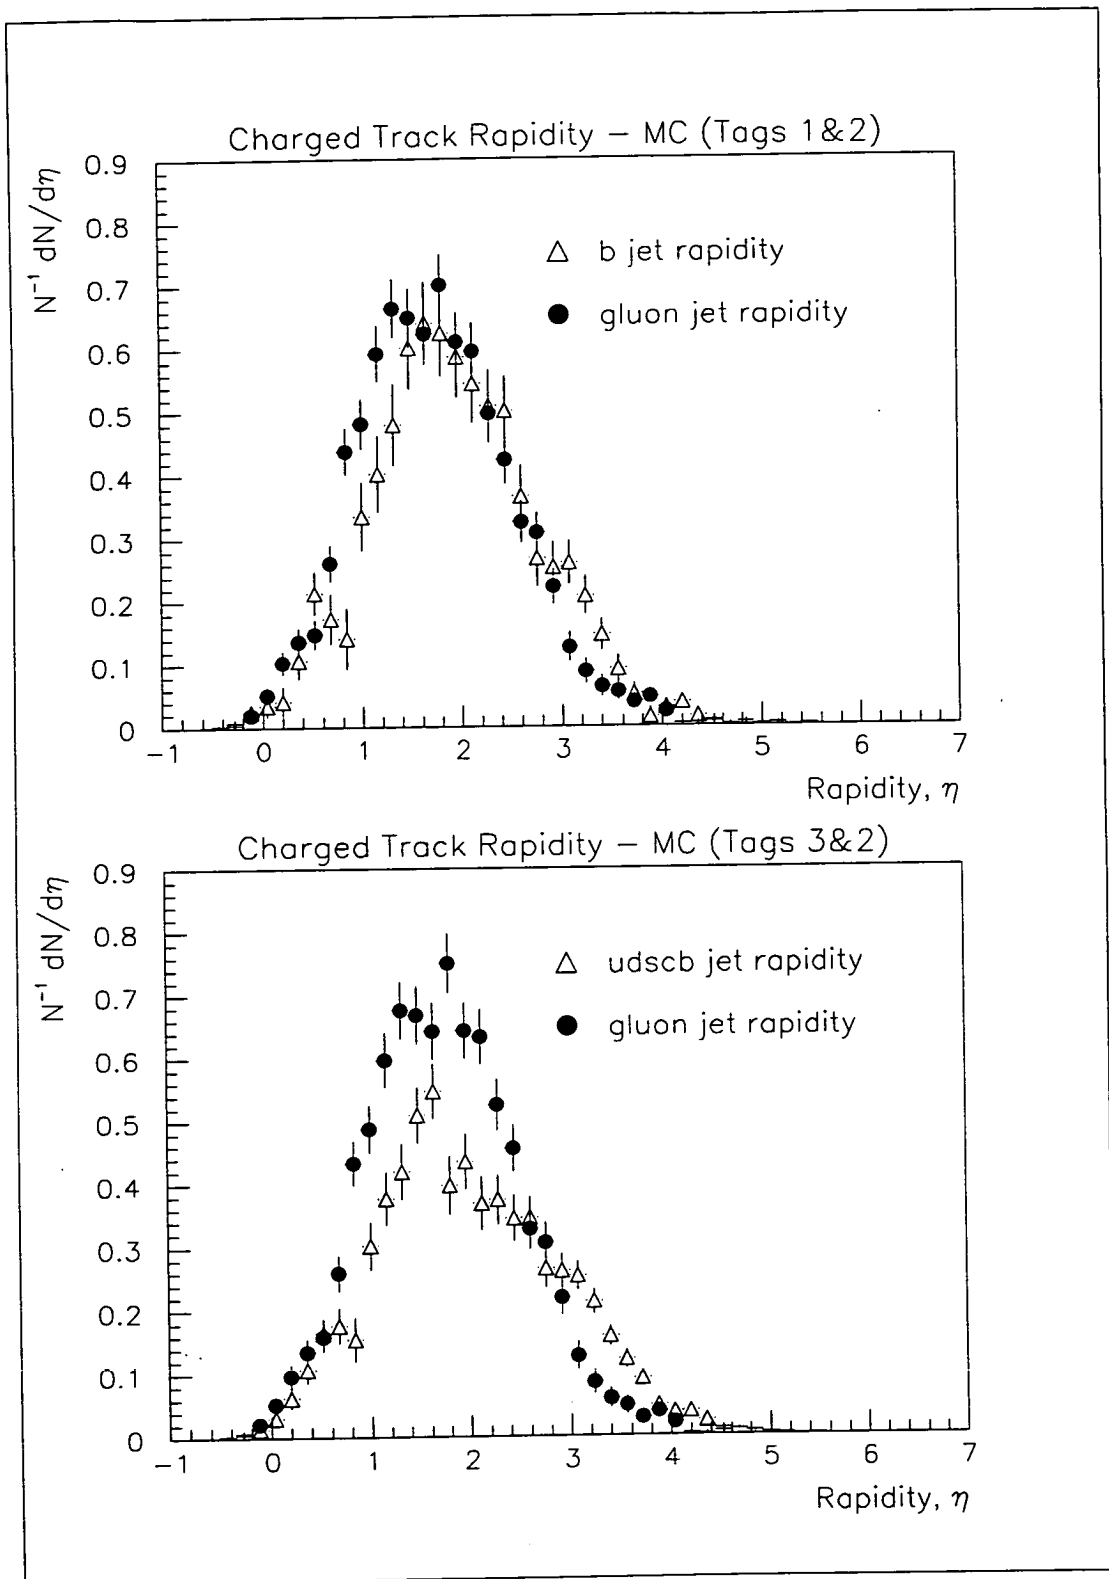 Charged Track Rapidity – MC (Tags 1&2)
N⁻¹ dN/dη
0.9
0.8
0.7
0.6
0.5
0.4
0.3
0.2
0.1
0
△ b jet rapidity
● gluon jet rapidity
−1 0 1 2 3 4 5 6 7
Rapidity, η
Charged Track Rapidity – MC (Tags 3&2)
N⁻¹ dN/dη
0.9
0.8
0.7
0.6
0.5
0.4
0.3
0.2
0.1
0
△ udscb jet rapidity
● gluon jet rapidity
−1 0 1 2 3 4 5 6 7
Rapidity, η